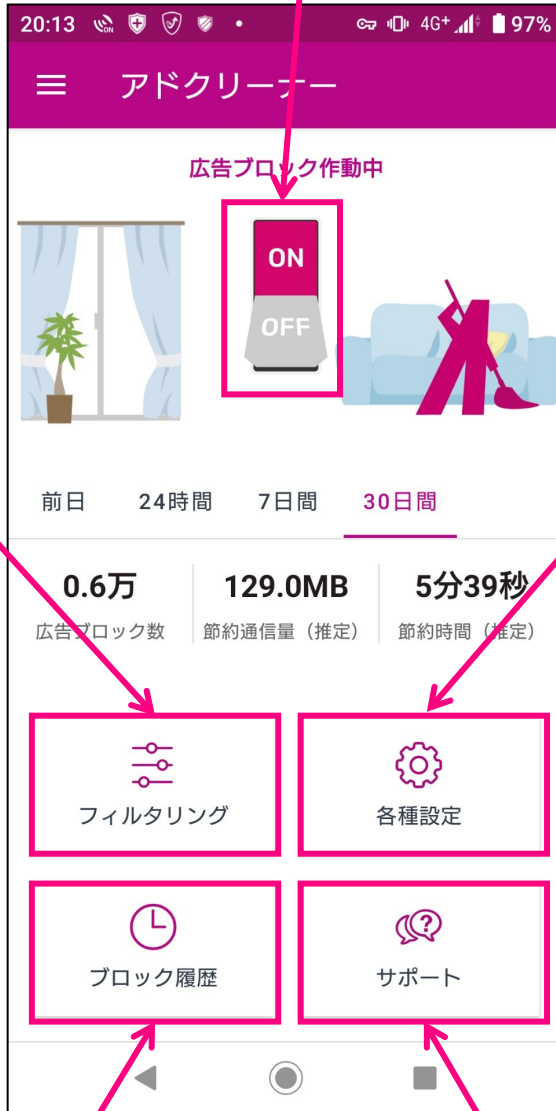 20:13 4G+ 97%
アドクリーナー
広告ブロック作動中
ON
OFF
前日 24時間 7日間 30日間
0.6万 129.0MB 5分39秒
広告ブロック数 節約通信量（推定） 節約時間（推定）
フィルタリング 各種設定
ブロック履歴 サポート